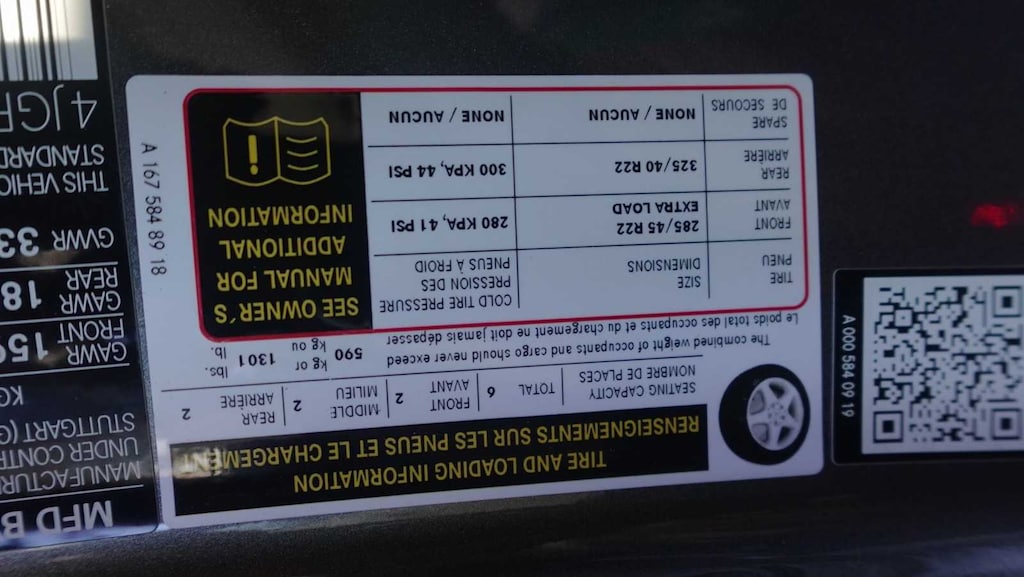 TIRE AND LOADING INFORMATION
RENSEIGNEMENTS SUR LES PNEUS ET LE CHARGEMENT
SEATING CAPACITY
NOMBRE DE PLACES
TOTAL 6
FRONT
AVANT 2
MIDDLE
MILIEU 2
REAR
ARRIÈRE 2
The combined weight of occupants and cargo should never exceed
Le poids total des occupants et du chargement ne doit jamais dépasser
590 kg or 1301 lbs.
kg ou lb.
TIRE
PNEU
SIZE
DIMENSIONS
COLD TIRE PRESSURE
PRESSION DES
PNEUS À FROID
FRONT
AVANT
285/45 R22
EXTRA LOAD
280 KPA, 41 PSI
REAR
ARRIÈRE
325/40 R22
300 KPA, 44 PSI
SPARE
DE SECOURS
NONE / AUCUN
NONE / AUCUN
SEE OWNER´S
MANUAL FOR
ADDITIONAL
INFORMATION
A 167 584 89 18
A 000 584 09 19
MFD B
MANUFACTUR
UNDER CONT
STUTTGART (G
KG
GAWR
FRONT 159
GAWR
REAR 18
GWWR 33
THIS VEHIC
STANDARD
4JGF